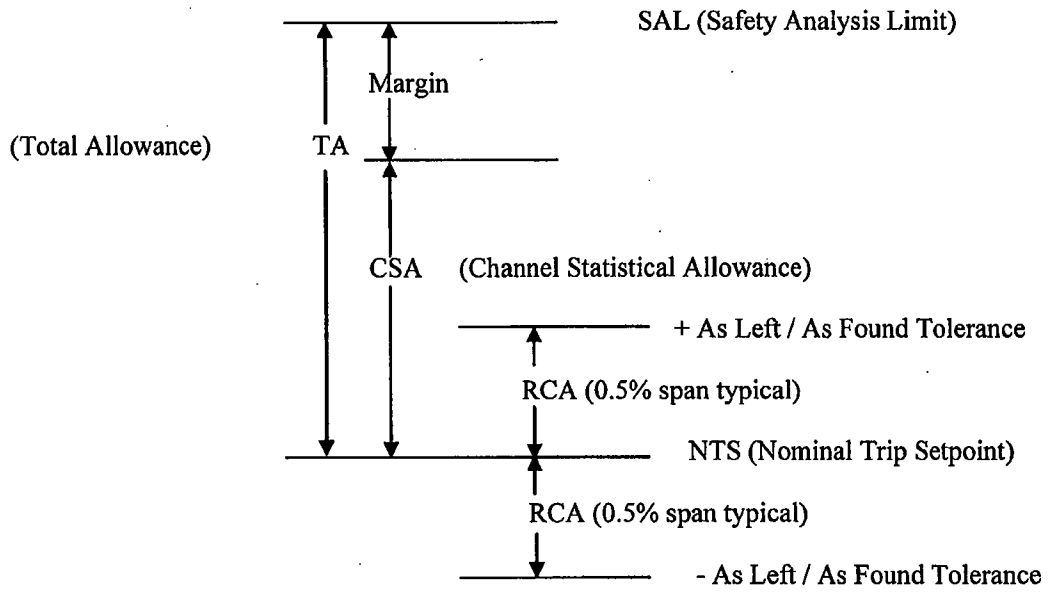 SAL (Safety Analysis Limit)
Margin
(Total Allowance)
TA
CSA
(Channel Statistical Allowance)
+ As Left / As Found Tolerance
RCA (0.5% span typical)
NTS (Nominal Trip Setpoint)
RCA (0.5% span typical)
- As Left / As Found Tolerance